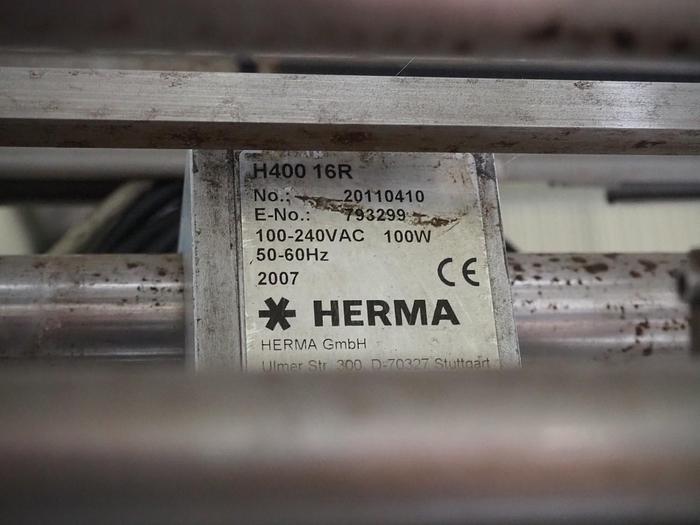 H400 16R
No.: 20110410
E-No.: 793299
100-240VAC 100W
50-60Hz
2007 CE
HERMA
HERMA GmbH
Ulmer Str. 300, D-70327 Stuttgart